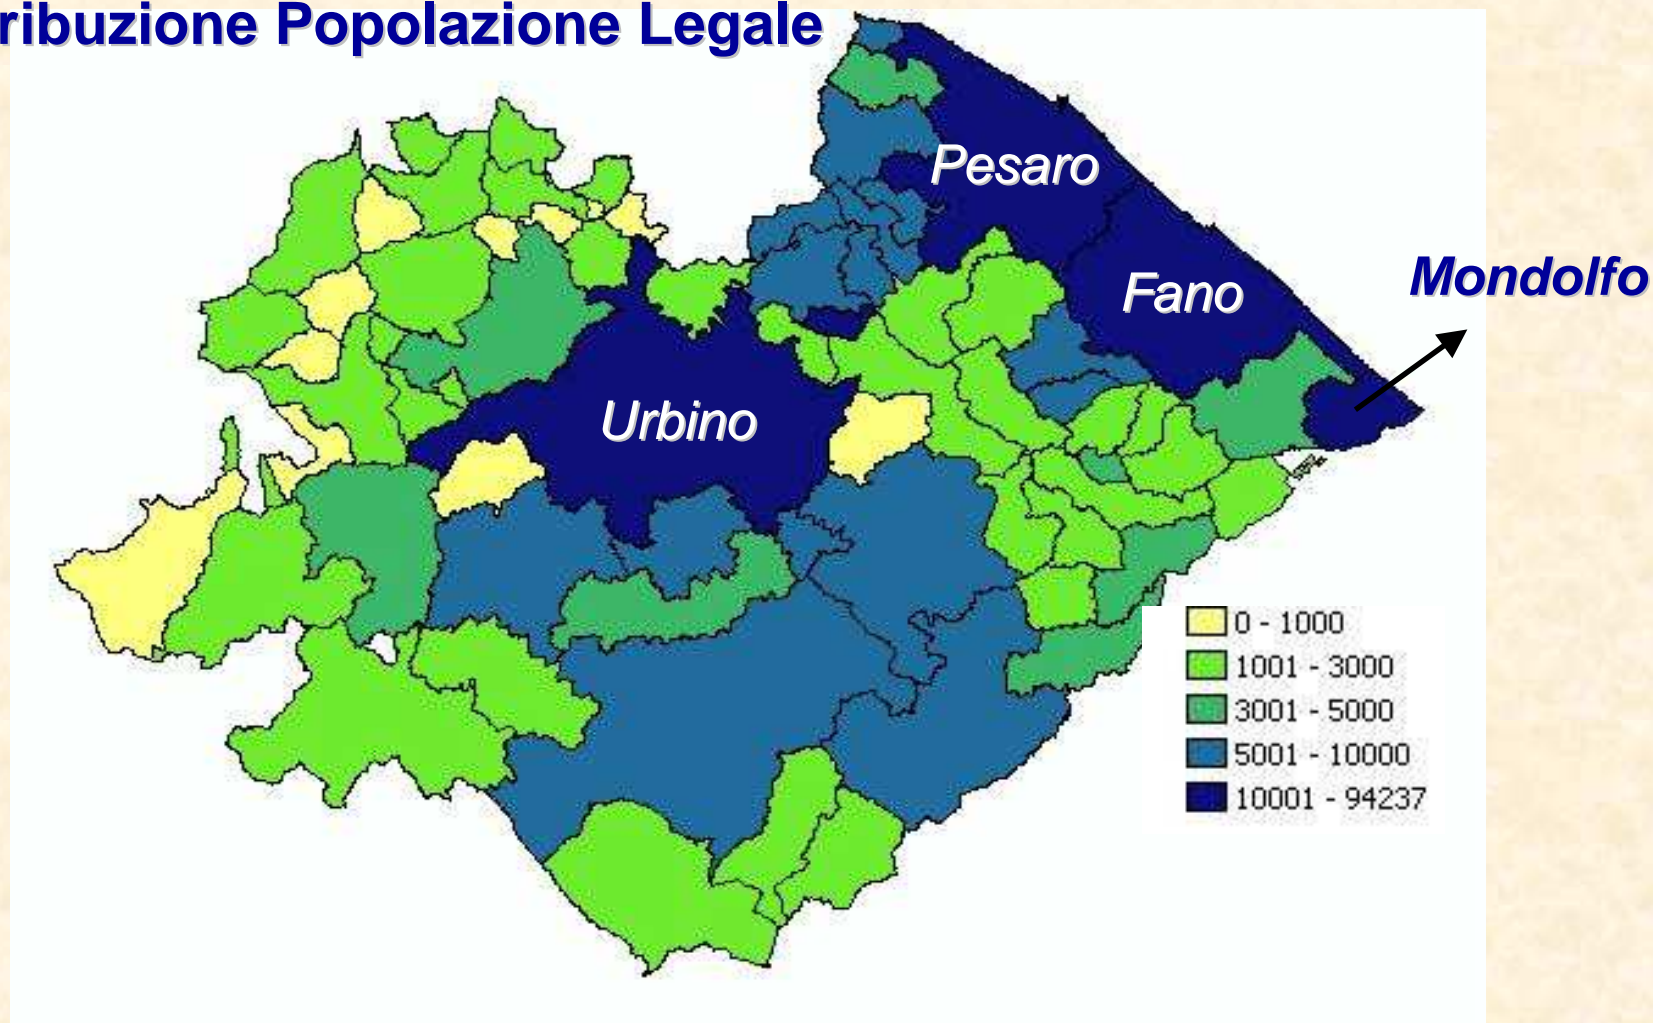 ribuzione Popolazione Legale
Pesaro
Fano
Mondolfo
Urbino
0 - 1000
1001 - 3000
3001 - 5000
5001 - 10000
10001 - 94237